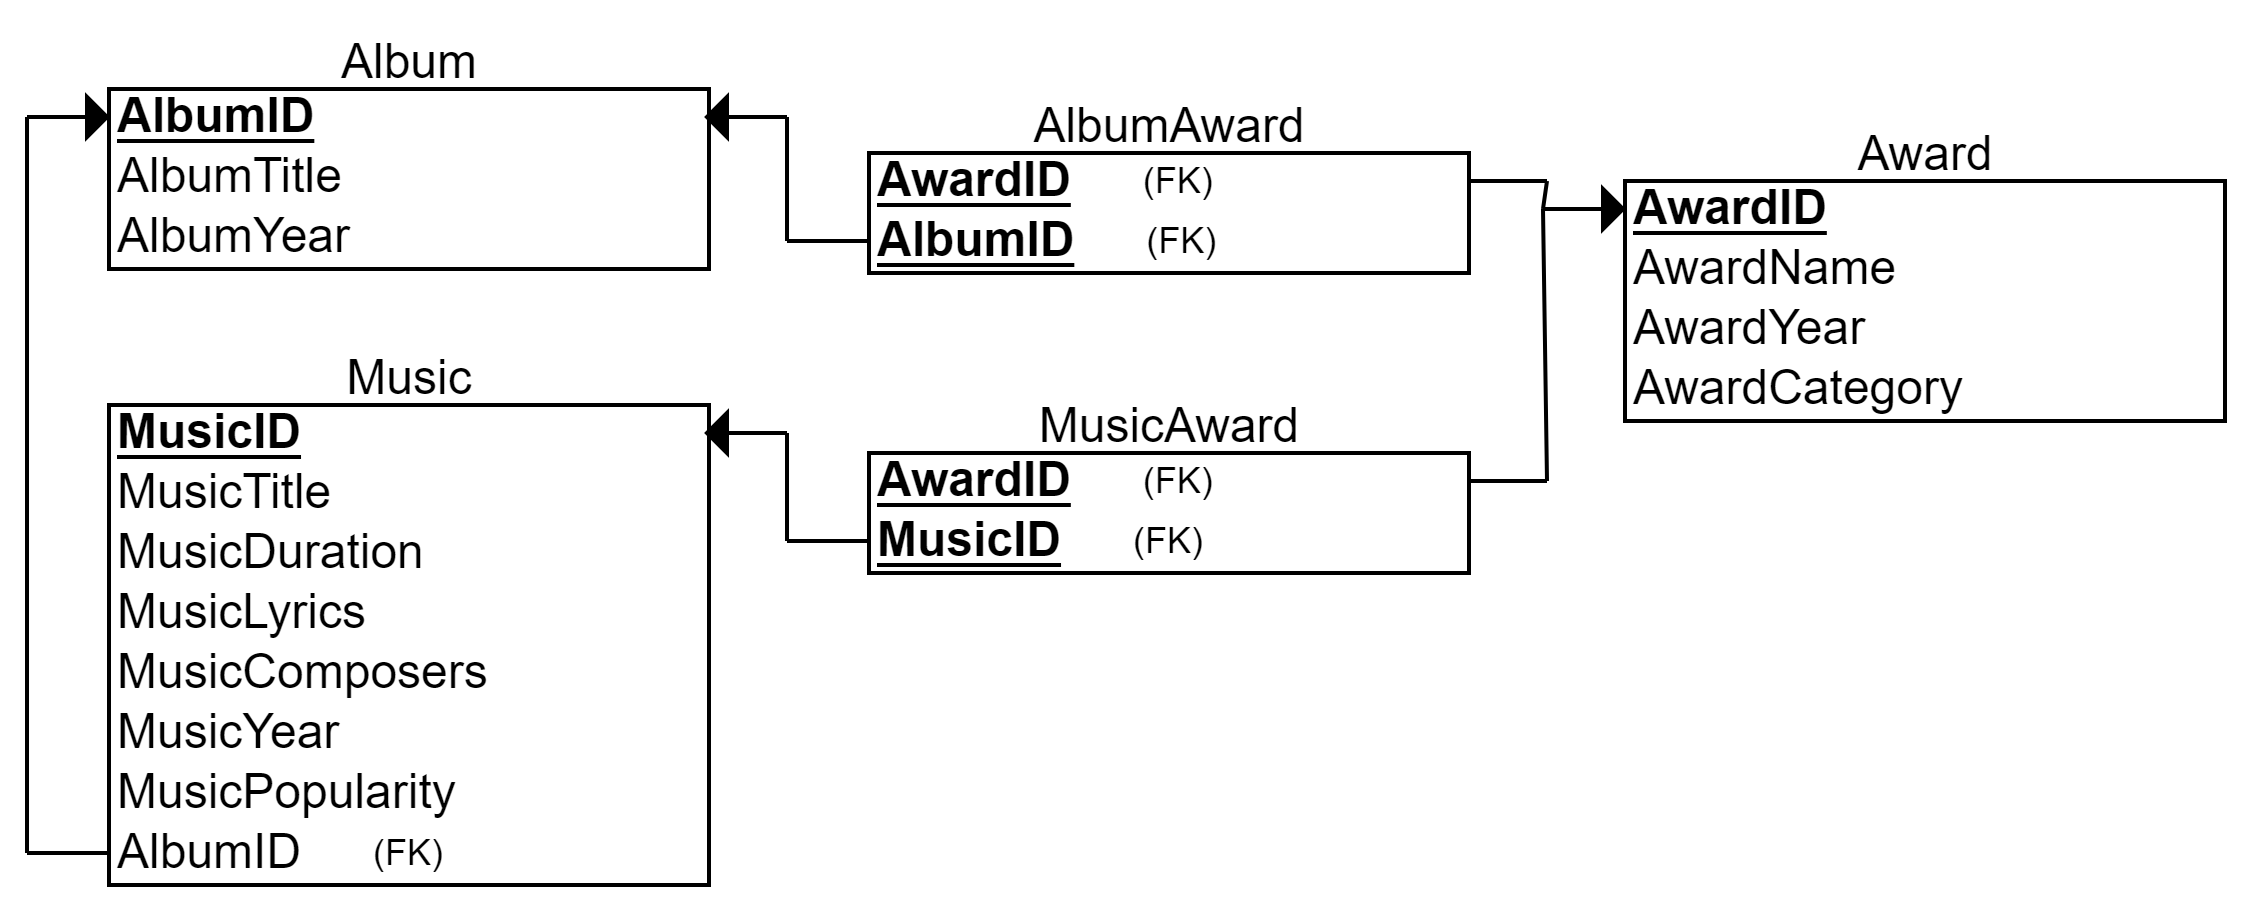 Album
AlbumID
AlbumTitle
AlbumYear
AlbumAward
AwardID (FK)
AlbumID (FK)
Award
AwardID
AwardName
AwardYear
AwardCategory
Music
MusicID
MusicTitle
MusicDuration
MusicLyrics
MusicComposers
MusicYear
MusicPopularity
AlbumID (FK)
MusicAward
AwardID (FK)
MusicID (FK)